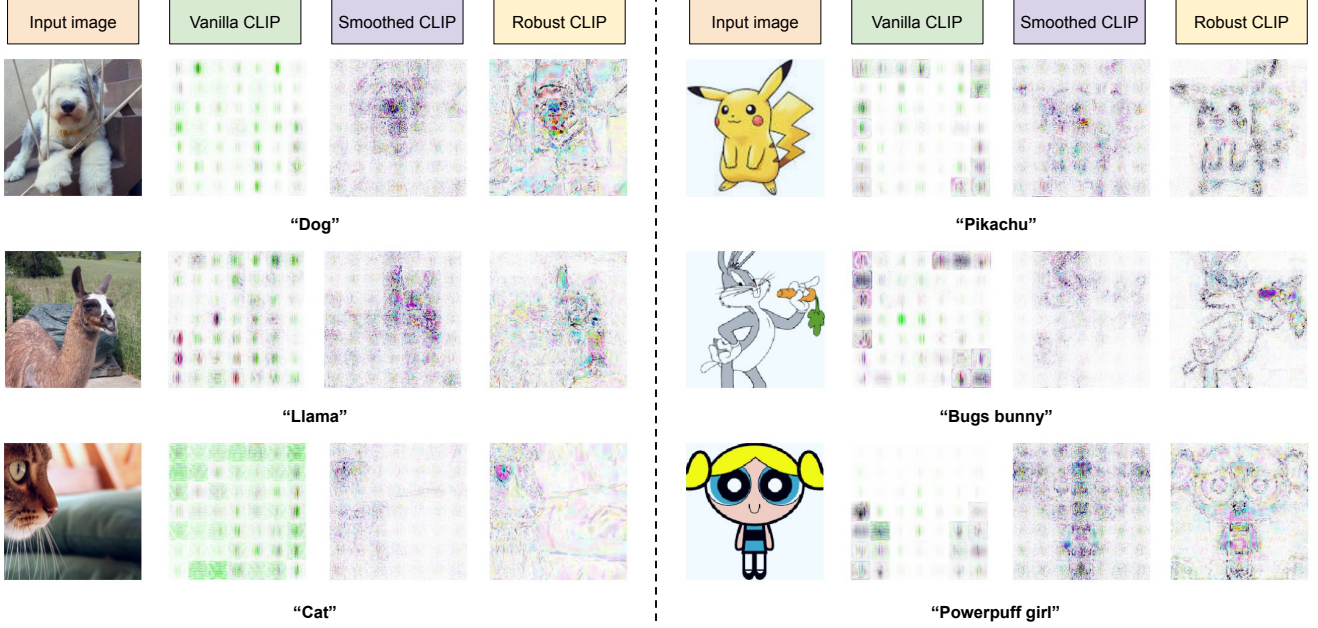 Input image Vanilla CLIP Smoothed CLIP Robust CLIP
Input image Vanilla CLIP Smoothed CLIP Robust CLIP
“Dog”
“Pikachu”
“Llama”
“Bugs bunny”
“Cat”
“Powerpuff girl”